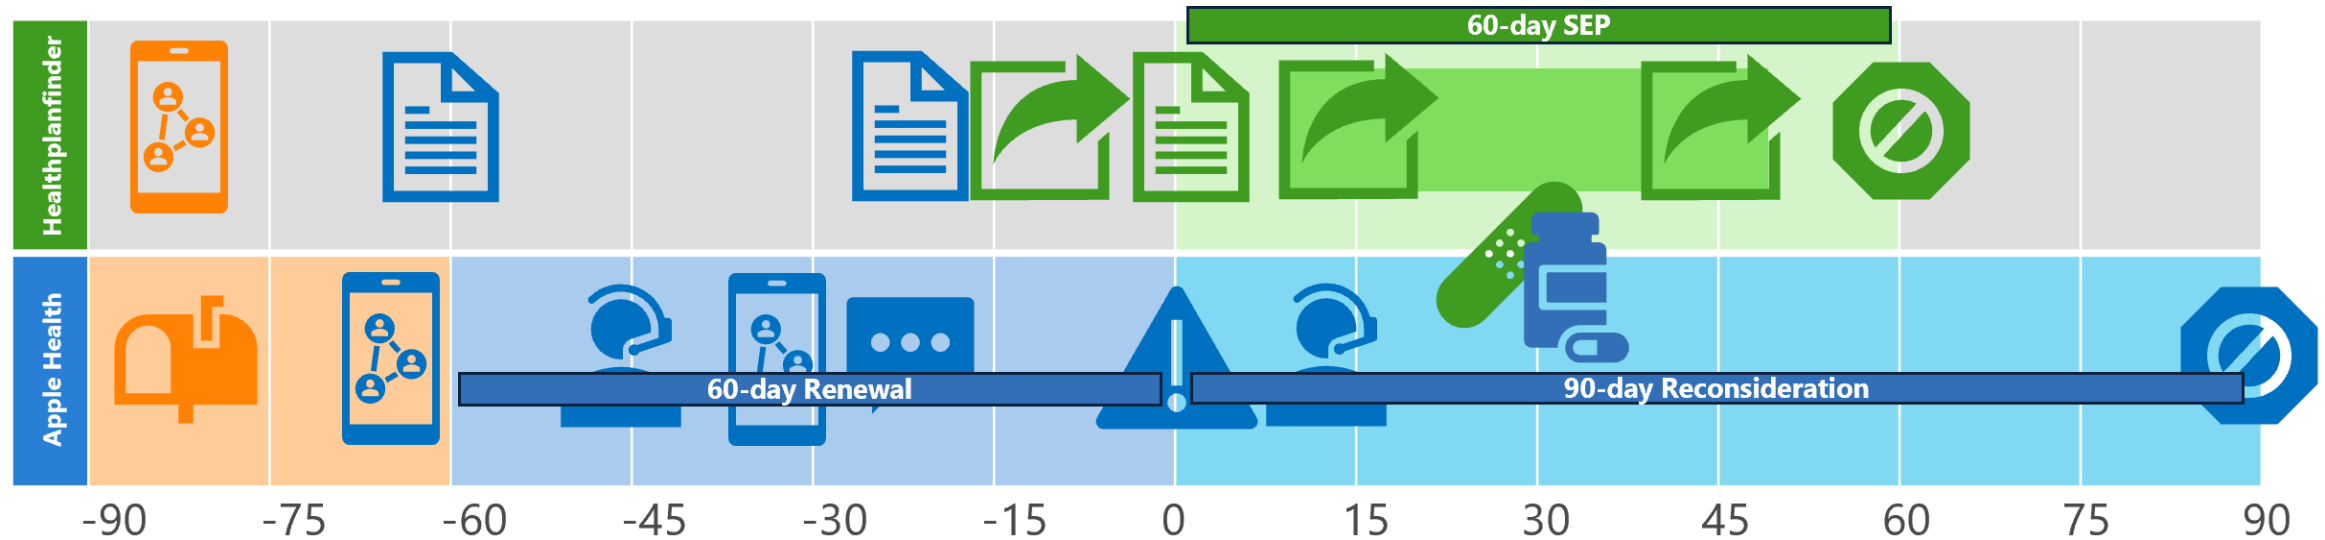 60-day SEP
Healthplanfinder
Apple Health
60-day Renewal
90-day Reconsideration
-90 -75 -60 -45 -30 -15 0 15 30 45 60 75 90